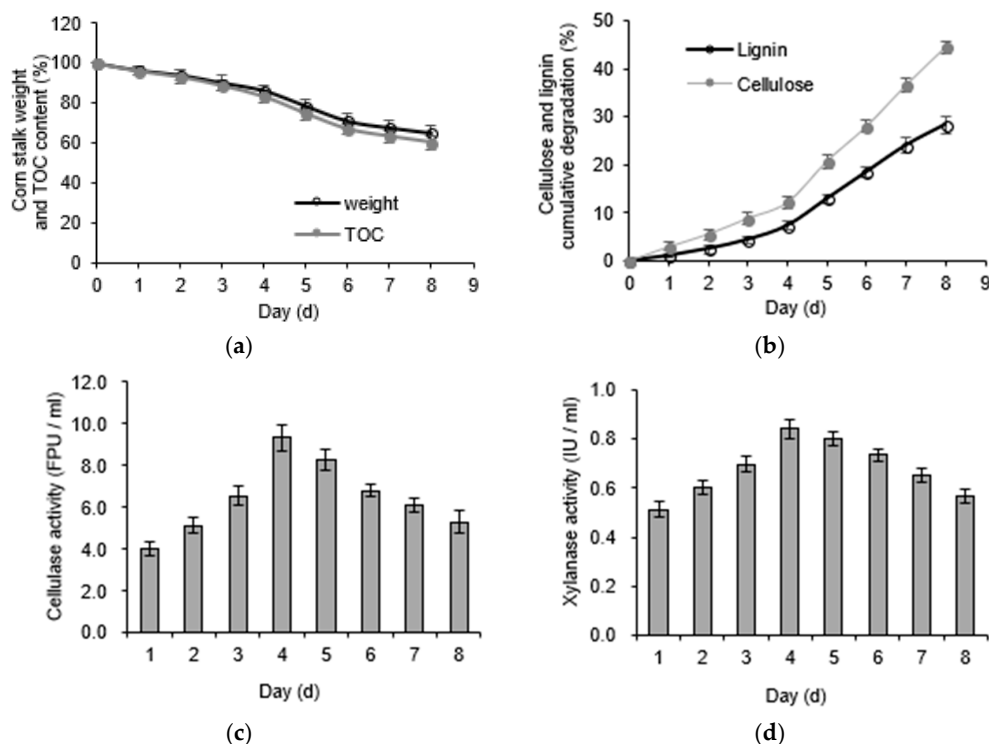 120
100
80
60
40
20
0
Corn stalk weight
and TOC content (%)
weight
TOC
0 1 2 3 4 5 6 7 8 9
Day (d)
(a)
50
40
30
20
10
0
Cellulose and lignin
cumulative degradation (%)
Lignin
Cellulose
0 1 2 3 4 5 6 7 8 9
Day (d)
(b)
12.0
10.0
8.0
6.0
4.0
2.0
0.0
Cellulase activity (FPU / ml)
1 2 3 4 5 6 7 8
Day (d)
(c)
1.0
0.8
0.6
0.4
0.2
0.0
Xylanase activity (IU / ml)
1 2 3 4 5 6 7 8
Day (d)
(d)